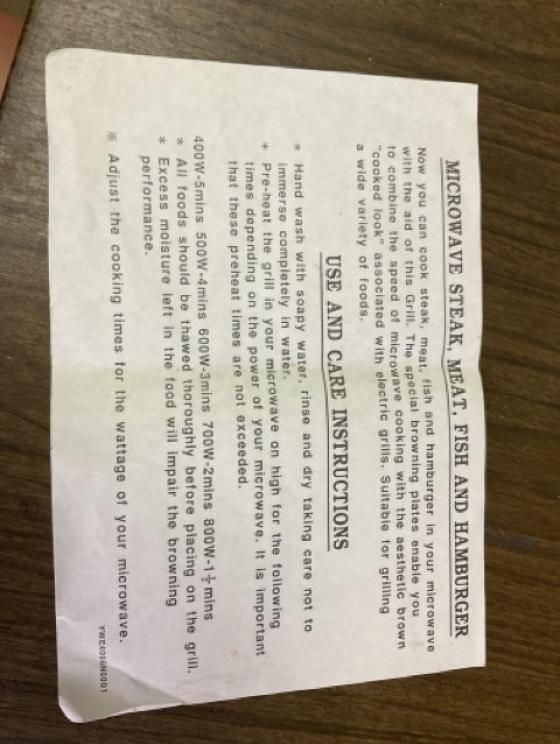 MICROWAVE STEAK, MEAT, FISH AND HAMBURGER
Now you can cook steak, meat, fish and hamburger in your microwave
with the aid of this Grill. The special browning plates enable you
to combine the speed of microwave cooking with the aesthetic brown
"cooked look" associated with electric grills. Suitable for grilling
a wide variety of foods.
USE AND CARE INSTRUCTIONS
* Hand wash with soapy water, rinse and dry taking care not to
immerse completely in water.
* Pre-heat the grill in your microwave on high for the following
times depending on the power of your microwave. It is important
that these preheat times are not exceeded.
400W-5mins 500W-4mins 600W-3mins 700W-2mins 800W-1½mins
* All foods should be thawed thoroughly before placing on the grill.
* Excess moisture left in the food will impair the browning
performance.
※ Adjust the cooking times for the wattage of your microwave.